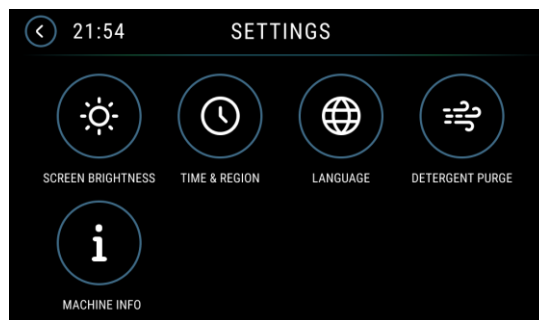 21:54 SETTINGS
SCREEN BRIGHTNESS TIME & REGION LANGUAGE DETERGENT PURGE
MACHINE INFO